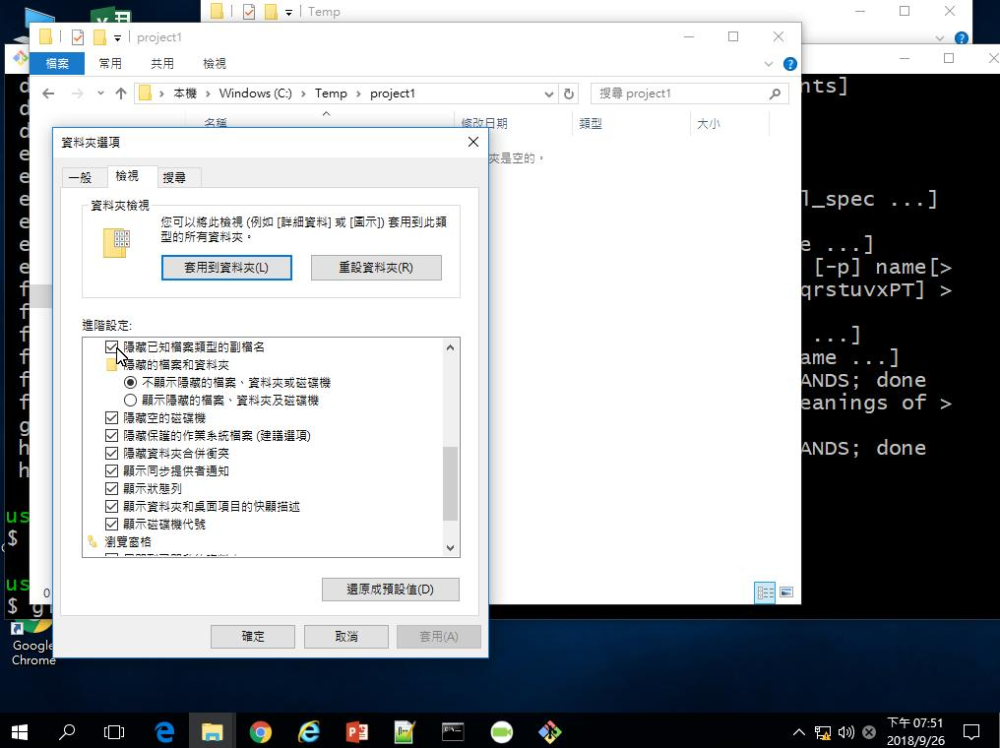 Temp
project1
檔案
常用
共用
檢視
本機
Windows (C:)
Temp
project1
搜尋 project1
名稱
修改日期
類型
大小
夾是空的。
資料夾選項
一般
檢視
搜尋
資料夾檢視
您可以將此檢視 (例如 [詳細資料] 或 [圖示]) 套用到此類
型的所有資料夾。
套用到資料夾(L)
重設資料夾(R)
進階設定:
隱藏已知檔案類型的副檔名
隱藏的檔案和資料夾
不顯示隱藏的檔案、資料夾或磁碟機
顯示隱藏的檔案、資料夾及磁碟機
隱藏空的磁碟機
隱藏保護的作業系統檔案 (建議選項)
隱藏資料夾合併衝突
顯示同步提供者通知
顯示狀態列
顯示資料夾和桌面項目的快顯描述
顯示磁碟機代號
瀏覽窗格
還原成預設值(D)
確定
取消
套用(A)
nts]
l_spec ...]
e ...]
[-p] name[>
qrstuvxPT] >
...]
ame ...]
ANDS; done
eanings of >
ANDS; done
us
$
us
$ g
0
Google
Chrome
下午 07:51
2018/9/26